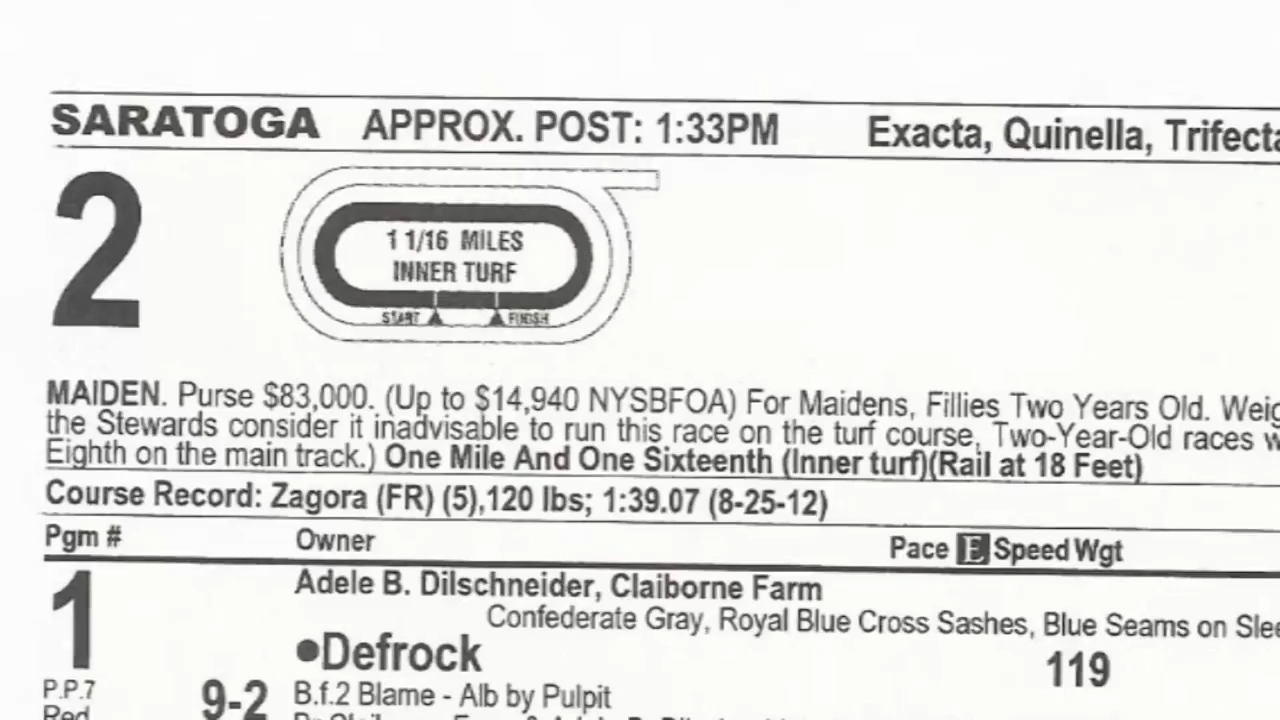 SARATOGA APPROX. POST: 1:33PM Exacta, Quinella, Trifecta
2
1 1/16 MILES
INNER TURF
START FINISH
MAIDEN. Purse $83,000. (Up to $14,940 NYSBFOA) For Maidens, Fillies Two Years Old. Weig
the Stewards consider it inadvisable to run this race on the turf course, Two-Year-Old races w
Eighth on the main track.) One Mile And One Sixteenth (Inner turf)(Rail at 18 Feet)
Course Record: Zagora (FR) (5),120 lbs; 1:39.07 (8-25-12)
Pgm # Owner Pace E Speed Wgt
1 Adele B. Dilschneider, Claiborne Farm
Confederate Gray, Royal Blue Cross Sashes, Blue Seams on Slee
•Defrock 119
P.P.7 9-2 B.f.2 Blame - Alb by Pulpit
Red